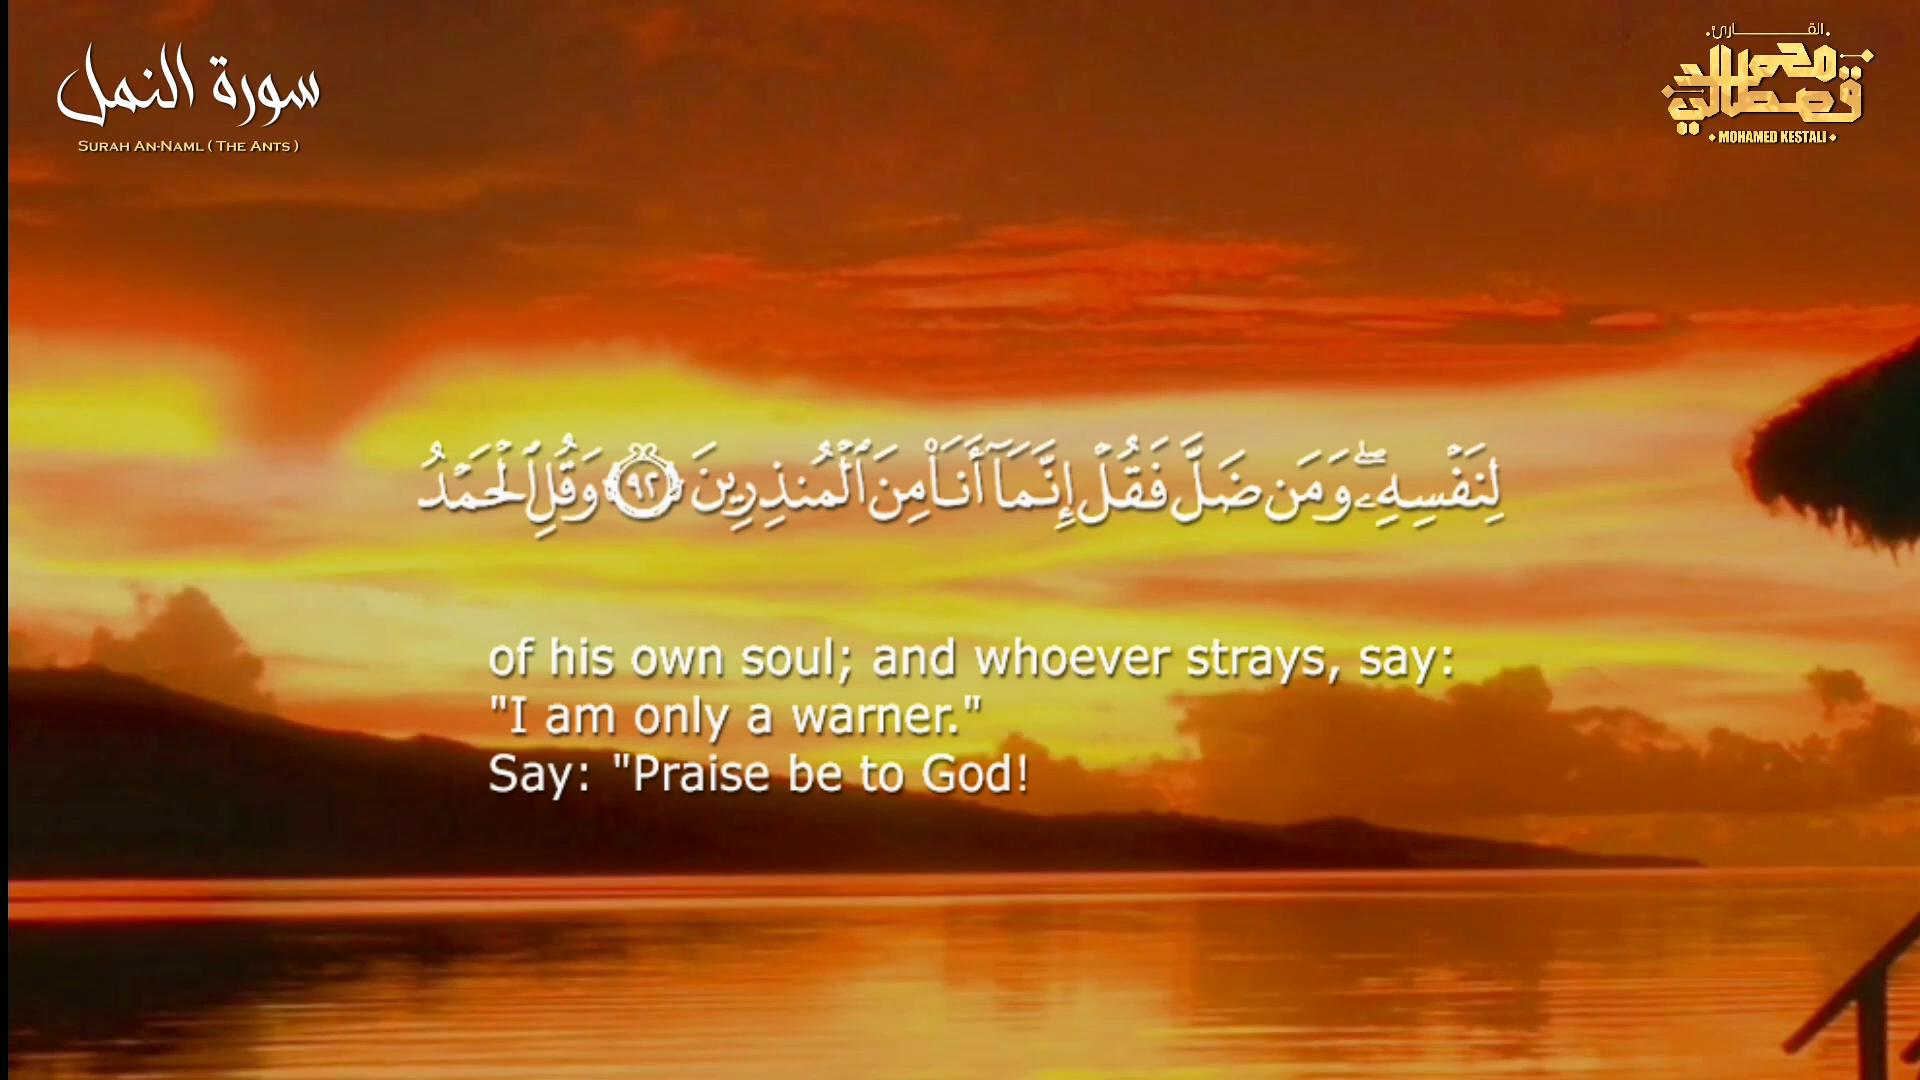 سورة النمل
SURAH AN-NAML ( THE ANTS )
القارئ
محمد
قصطالي
MOHAMED KESTALI
لِنَفْسِهِۦ ۖ وَمَن ضَلَّ فَقُلْ إِنَّمَآ أَنَا۠ مِنَ ٱلْمُنذِرِينَ ٩٢ وَقُلِ ٱلْحَمْدُ
of his own soul; and whoever strays, say:
"I am only a warner."
Say: "Praise be to God!